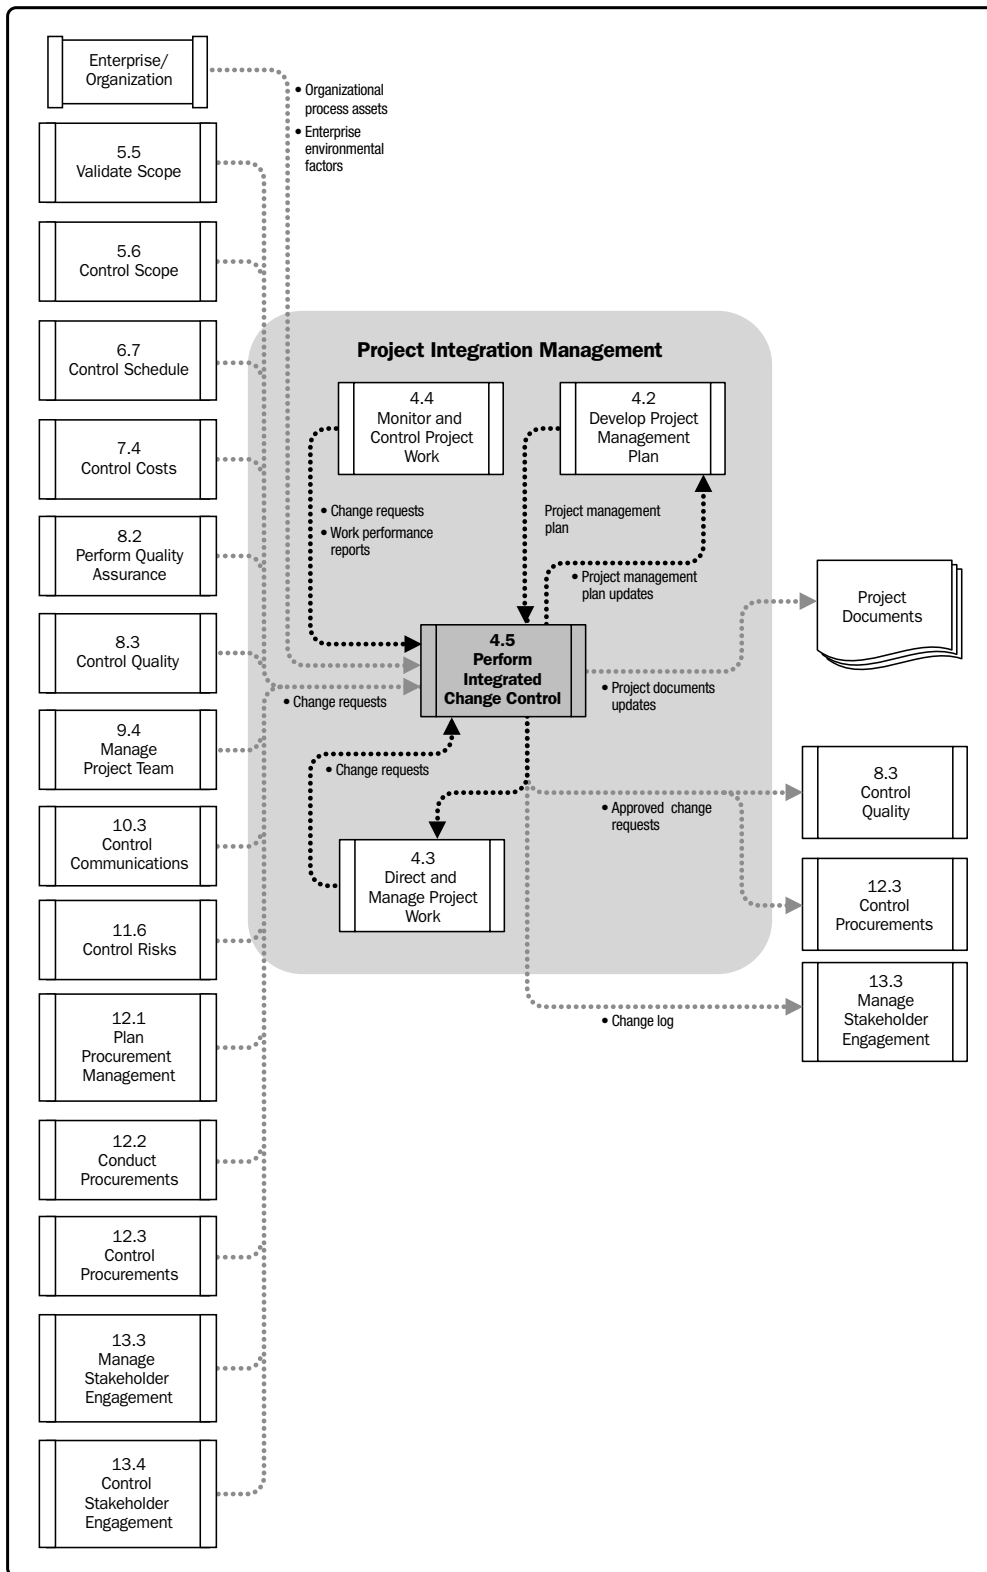 Enterprise/
Organization
• Organizational
process assets
• Enterprise
environmental
factors
5.5
Validate Scope
5.6
Control Scope
6.7
Control Schedule
7.4
Control Costs
8.2
Perform Quality
Assurance
8.3
Control Quality
9.4
Manage
Project Team
10.3
Control
Communications
11.6
Control Risks
12.1
Plan
Procurement
Management
12.2
Conduct
Procurements
12.3
Control
Procurements
13.3
Manage
Stakeholder
Engagement
13.4
Control
Stakeholder
Engagement
Project Integration Management
4.4
Monitor and
Control Project
Work
4.2
Develop Project
Management
Plan
• Change requests
• Work performance
reports
Project management
plan
• Project management
plan updates
4.5
Perform
Integrated
Change Control
• Change requests
• Project documents
updates
• Change requests
• Approved change
requests
4.3
Direct and
Manage Project
Work
• Change log
Project
Documents
8.3
Control
Quality
12.3
Control
Procurements
13.3
Manage
Stakeholder
Engagement